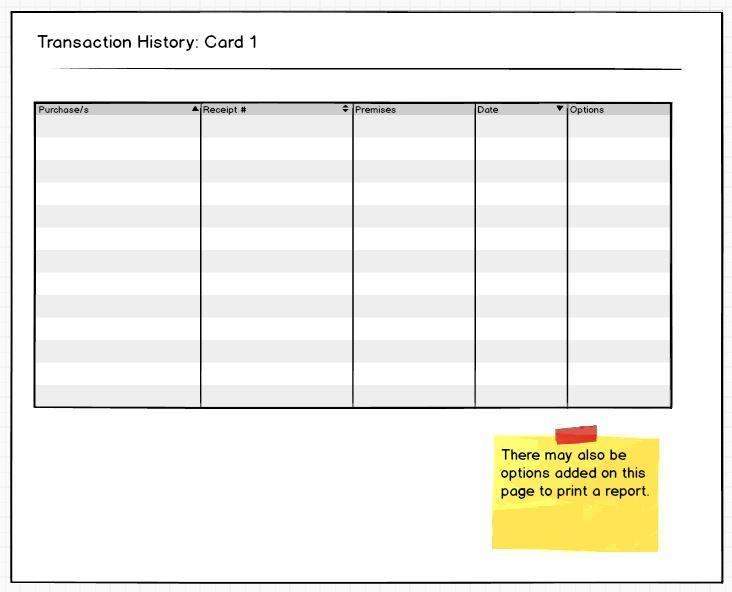 Transaction History: Card 1
Purchase/s Receipt # Premises Date Options
There may also be
options added on this
page to print a report.